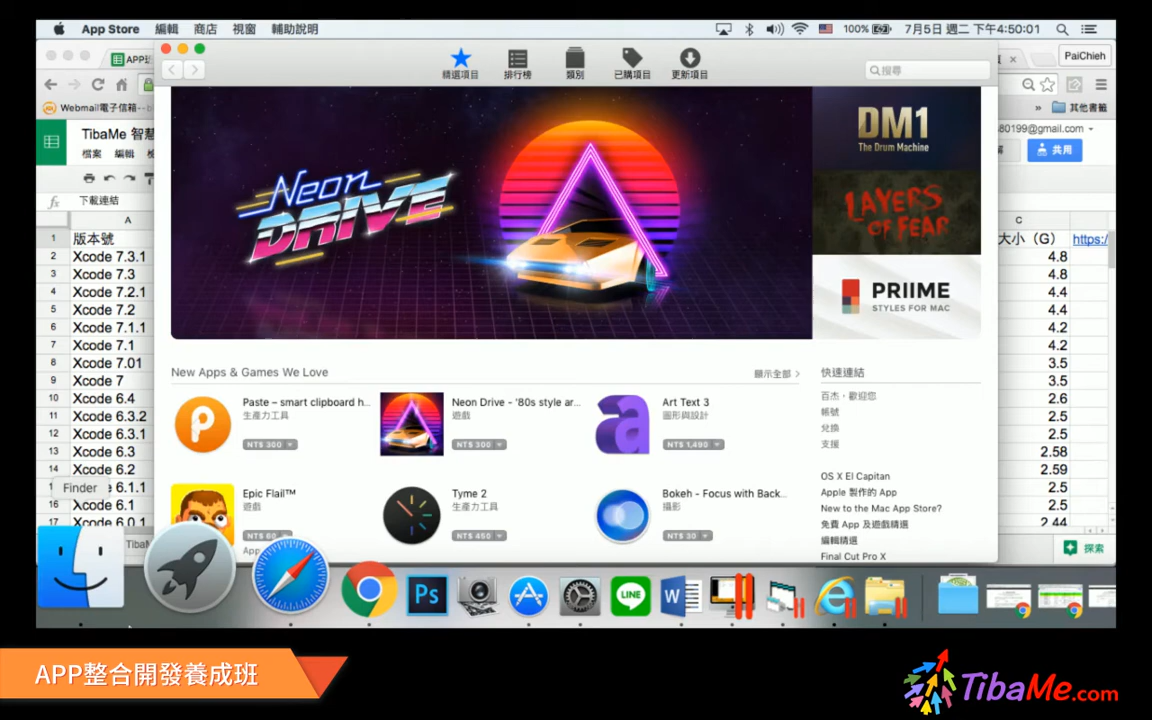 App Store 編輯 商店 視窗 輔助說明
100% 7月5日 週二 下午4:50:01
PaiChieh
精選項目 排行榜 類別 已購項目 更新項目
搜尋
Webmail電子信箱
» 其他書籤
TibaMe 智慧
檔案 編輯
80199@gmail.com
共用
fx 下載連結
A
C
1 版本號
大小（G） https:/
2 Xcode 7.3.1 4.8
3 Xcode 7.3 4.8
4 Xcode 7.2.1 4.4
5 Xcode 7.2 4.4
6 Xcode 7.1.1 4.2
7 Xcode 7.1 4.2
8 Xcode 7.01 3.5
9 Xcode 7 3.5
10 Xcode 6.4 2.6
11 Xcode 6.3.2 2.5
12 Xcode 6.3.1 2.5
13 Xcode 6.3 2.58
14 Xcode 6.2 2.59
6.1.1 2.5
16 Xcode 6.1 2.5
17 Xcode 6.0.1 2.44
Finder
Neon
DRIVE
DM1
The Drum Machine
LAYERS
OF FEAR
PRIIME
STYLES FOR MAC
New Apps & Games We Love
顯示全部 >
Paste – smart clipboard h...
生產力工具
NT$ 300
Neon Drive - '80s style ar...
遊戲
NT$ 300
Art Text 3
圖形與設計
NT$ 1,490
Epic Flail™
遊戲
NT$ 60
App
Tyme 2
生產力工具
NT$ 450
Bokeh - Focus with Back...
攝影
NT$ 30
快速連結
百杰，歡迎您
帳號
兌換
支援
OS X El Capitan
Apple 製作的 App
New to the Mac App Store?
免費 App 及遊戲精選
編輯精選
Final Cut Pro X
探索
Ps
LINE
W
APP整合開發養成班
TibaMe.com